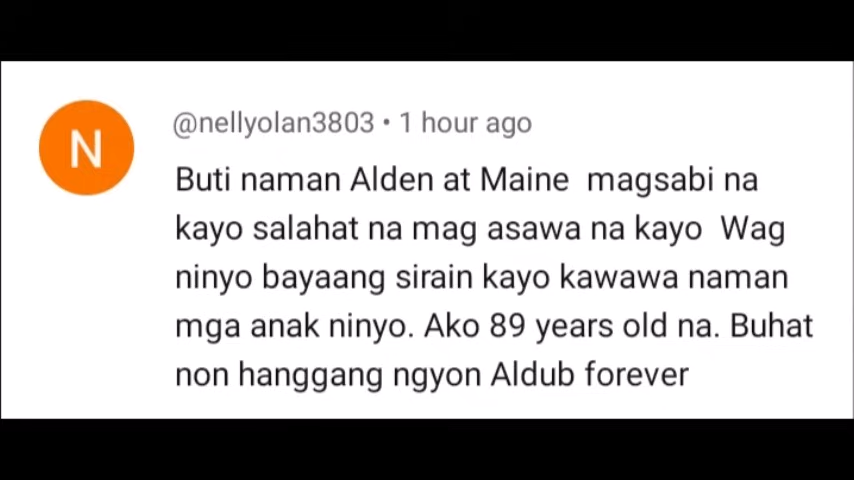 N
@nellyolan3803 • 1 hour ago
Buti naman Alden at Maine  magsabi na
kayo salahat na mag asawa na kayo  Wag
ninyo bayaang sirain kayo kawawa naman
mga anak ninyo. Ako 89 years old na. Buhat
non hanggang ngyon Aldub forever